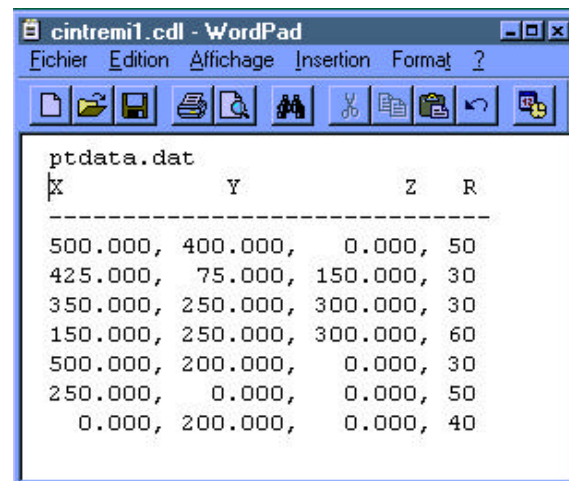 cintremi1.cdl - WordPad
Fichier Edition Affichage Insertion Format ?
ptdata.dat
X Y Z R
--------------------------------
500.000, 400.000, 0.000, 50
425.000, 75.000, 150.000, 30
350.000, 250.000, 300.000, 30
150.000, 250.000, 300.000, 60
500.000, 200.000, 0.000, 30
250.000, 0.000, 0.000, 50
0.000, 200.000, 0.000, 40